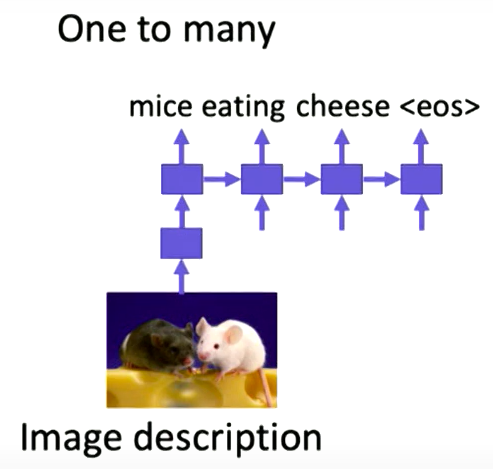 One to many
mice eating cheese <eos>
Image description